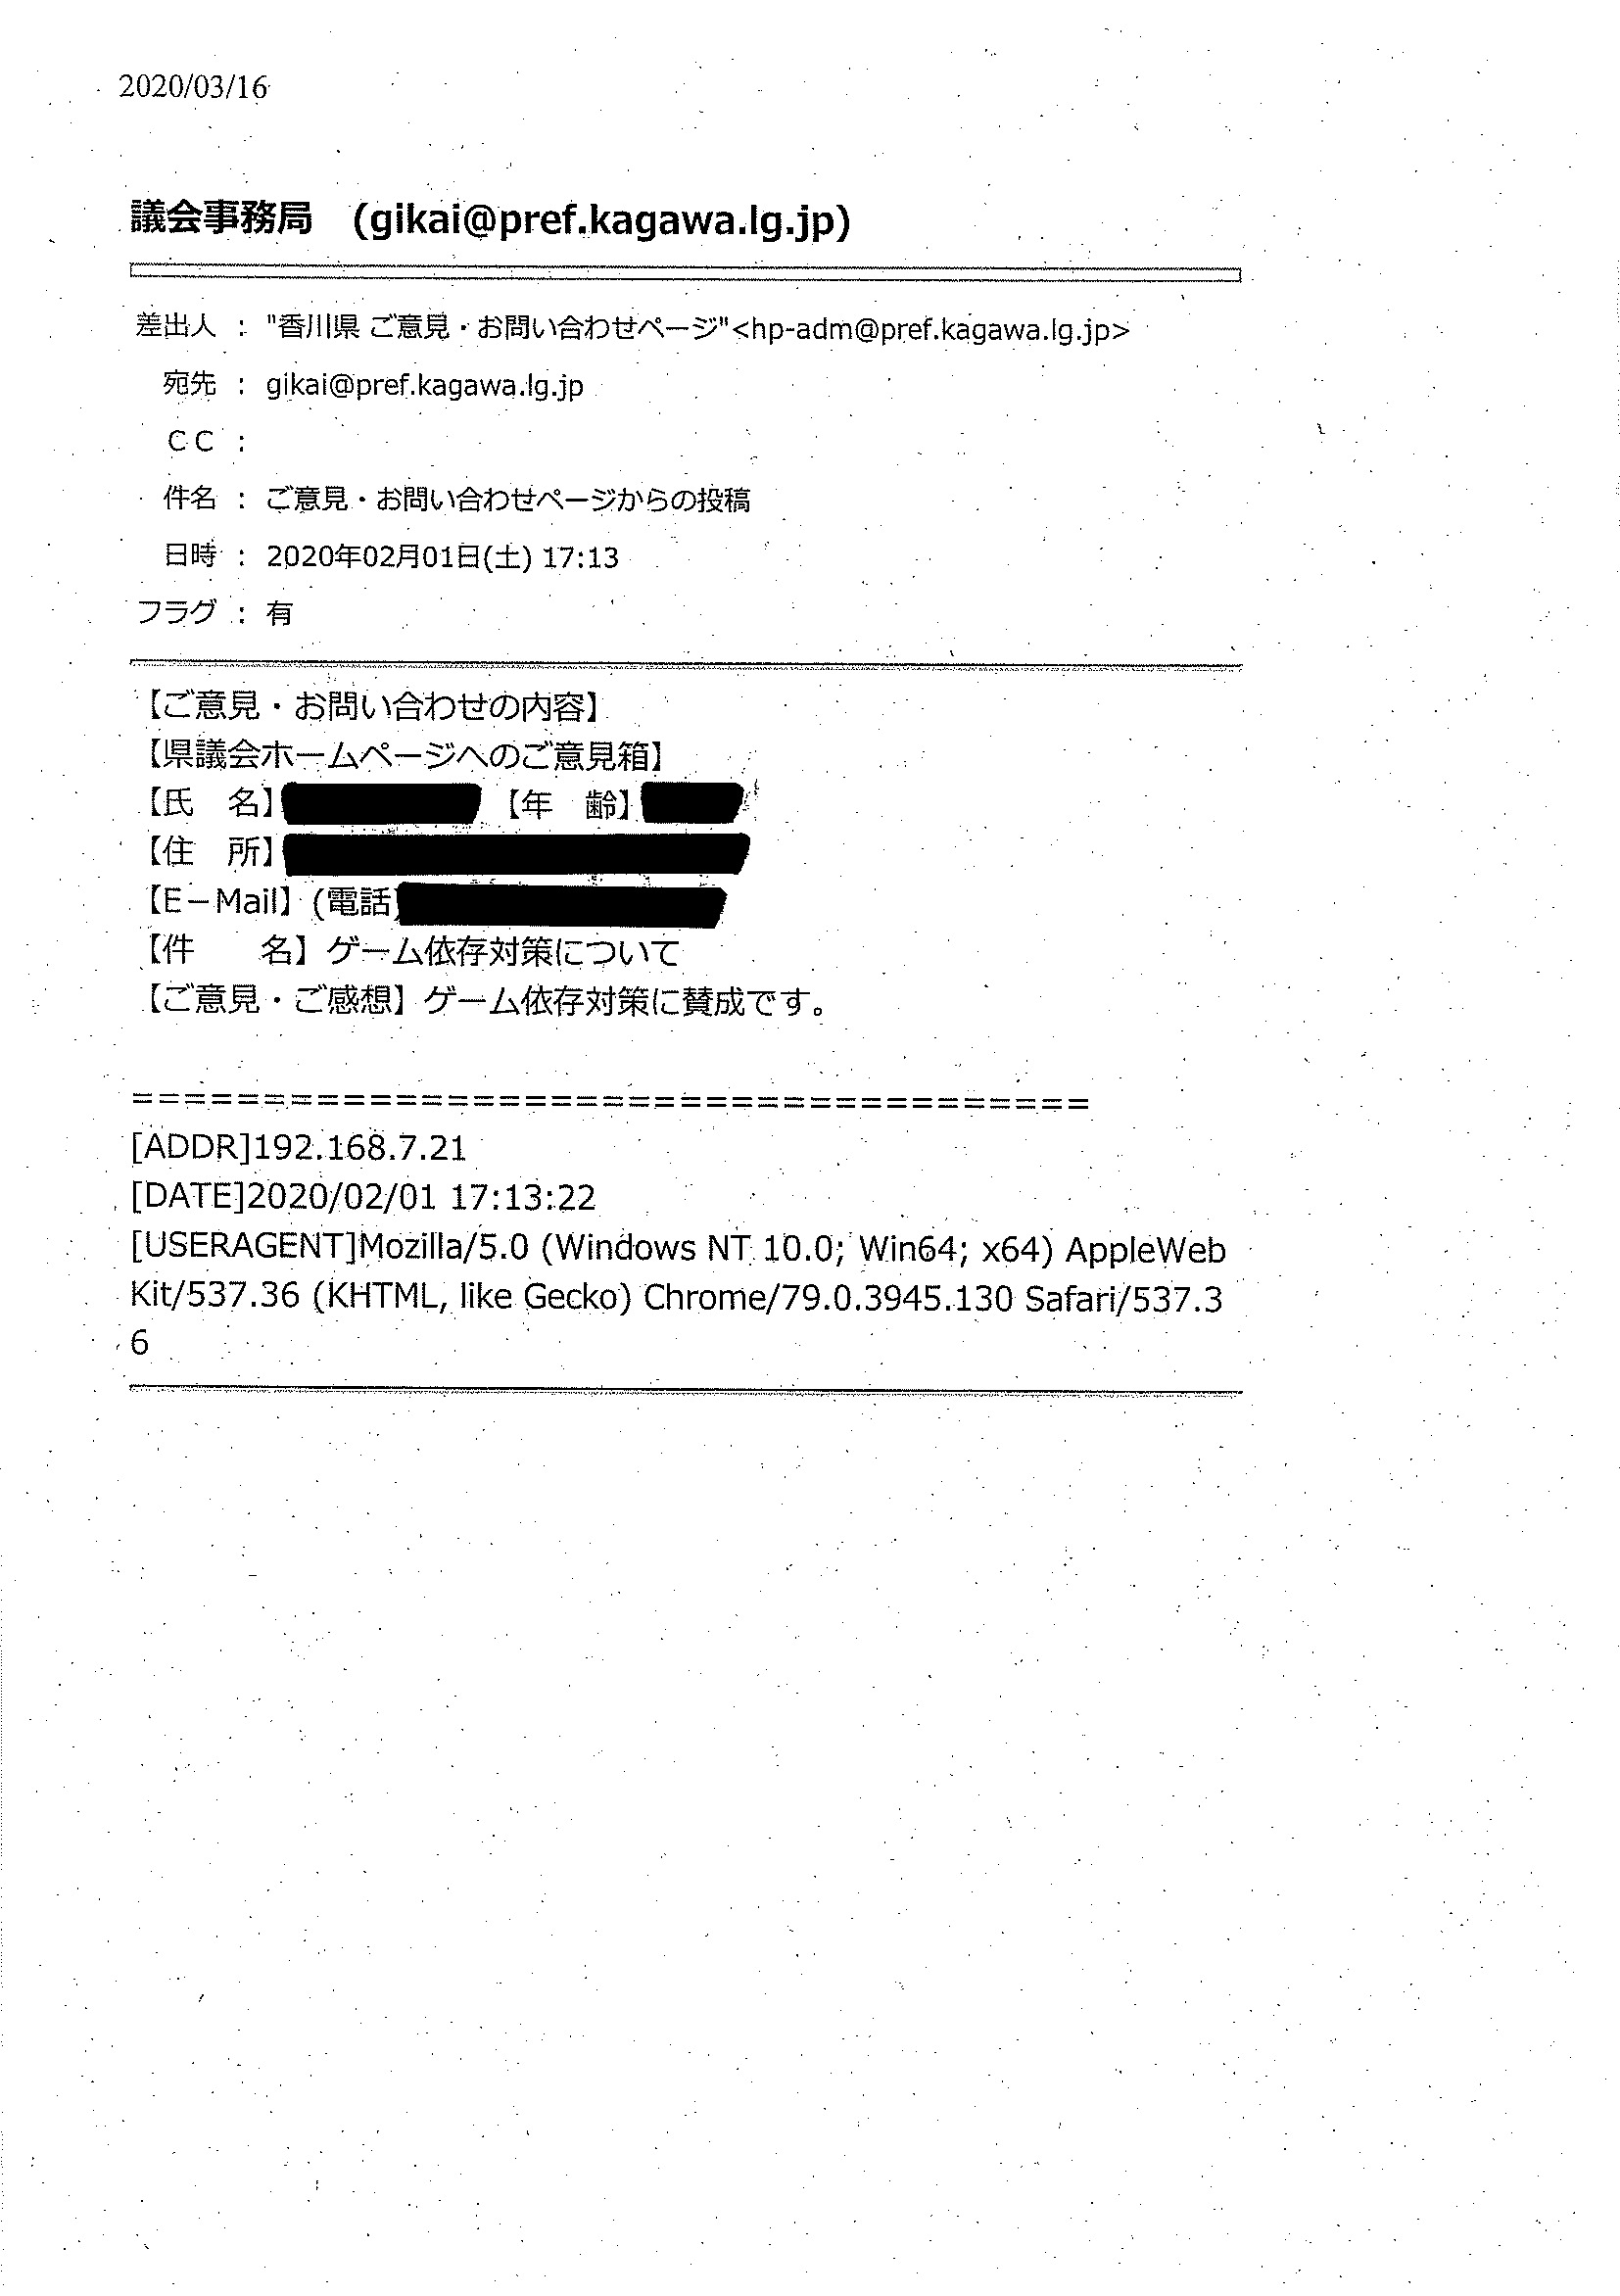 2020/03/16
議会事務局　(gikai@pref.kagawa.lg.jp)
差出人 : "香川県 ご意見・お問い合わせページ"<hp-adm@pref.kagawa.lg.jp>
宛先 : gikai@pref.kagawa.lg.jp
ＣＣ :
件名 : ご意見・お問い合わせページからの投稿
日時 : 2020年02月01日(土) 17:13
フラグ : 有
【ご意見・お問い合わせの内容】
【県議会ホームページへのご意見箱】
【氏　名】 【年　齢】
【住　所】
【E－Mail】(電話)
【件　　名】ゲーム依存対策について
【ご意見・ご感想】ゲーム依存対策に賛成です。
=====================================
[ADDR]192.168.7.21
[DATE]2020/02/01 17:13:22
[USERAGENT]Mozilla/5.0 (Windows NT 10.0; Win64; x64) AppleWeb
Kit/537.36 (KHTML, like Gecko) Chrome/79.0.3945.130 Safari/537.3
6